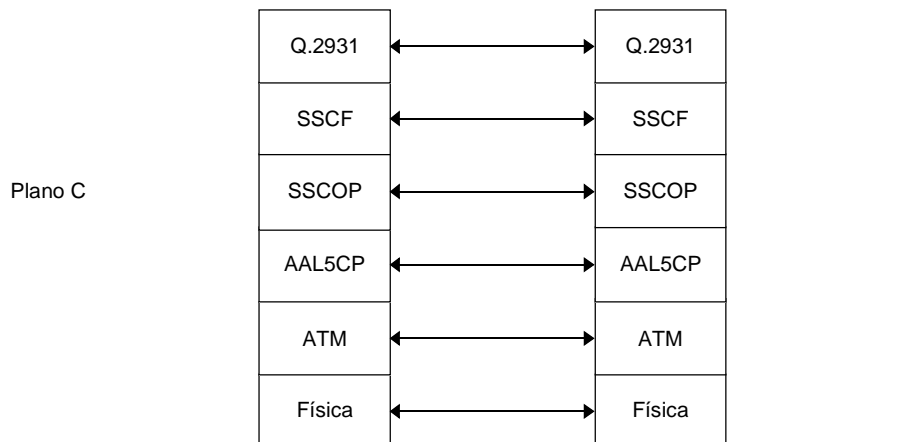 Q.2931 Q.2931
SSCF SSCF
Plano C SSCOP SSCOP
AAL5CP AAL5CP
ATM ATM
Física Física